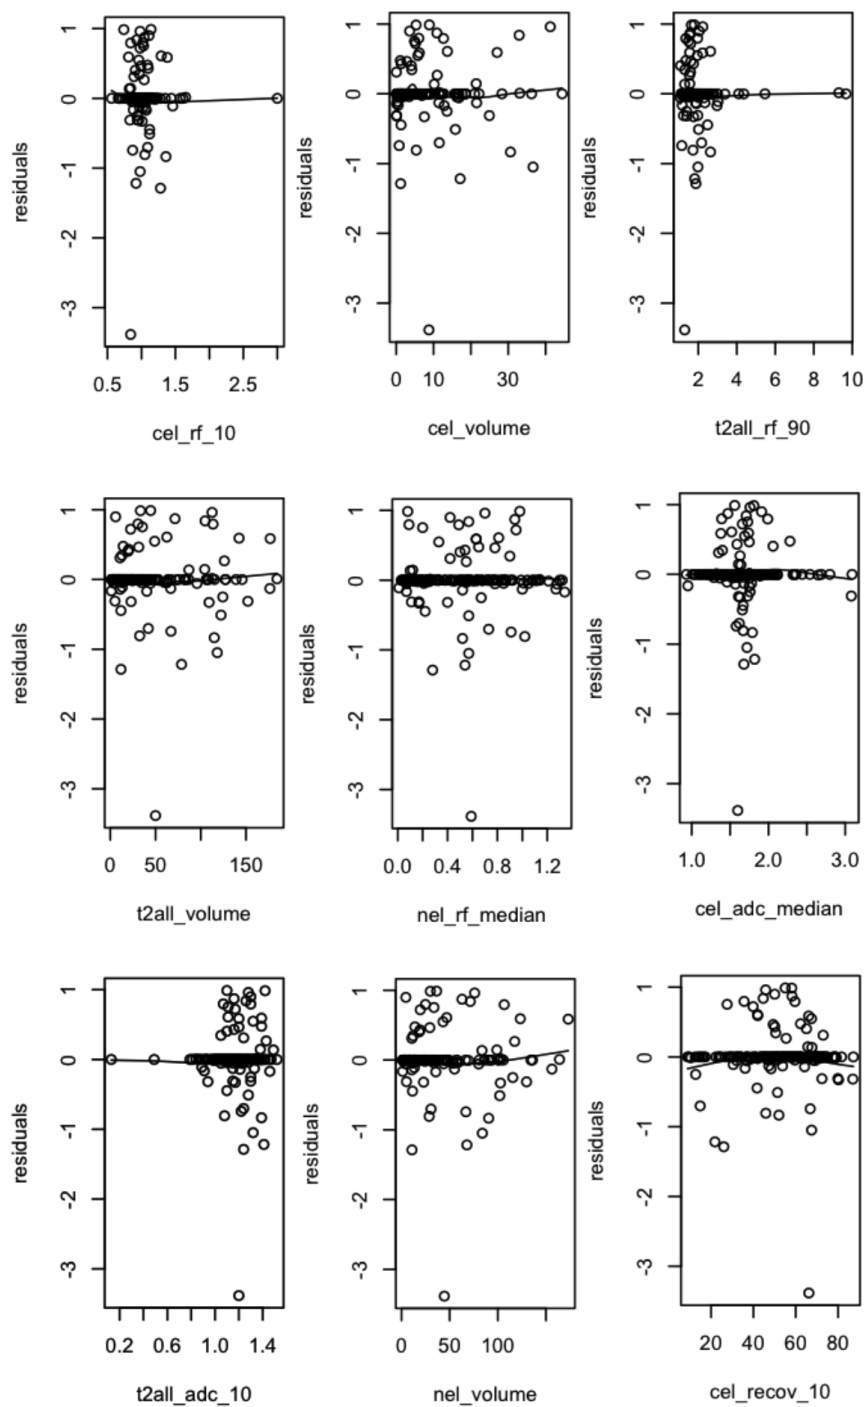 1
0
-1
-2
-3
residuals
0.5 1.5 2.5
cel_rf_10
1
0
-1
-2
-3
residuals
0 10 30
cel_volume
1
0
-1
-2
-3
residuals
2 4 6 8 10
t2all_rf_90
1
0
-1
-2
-3
residuals
0 50 150
t2all_volume
1
0
-1
-2
-3
residuals
0.0 0.4 0.8 1.2
nel_rf_median
1
0
-1
-2
-3
residuals
1.0 2.0 3.0
cel_adc_median
1
0
-1
-2
-3
residuals
0.2 0.6 1.0 1.4
t2all_adc_10
1
0
-1
-2
-3
residuals
0 50 100
nel_volume
1
0
-1
-2
-3
residuals
20 40 60 80
cel_recov_10